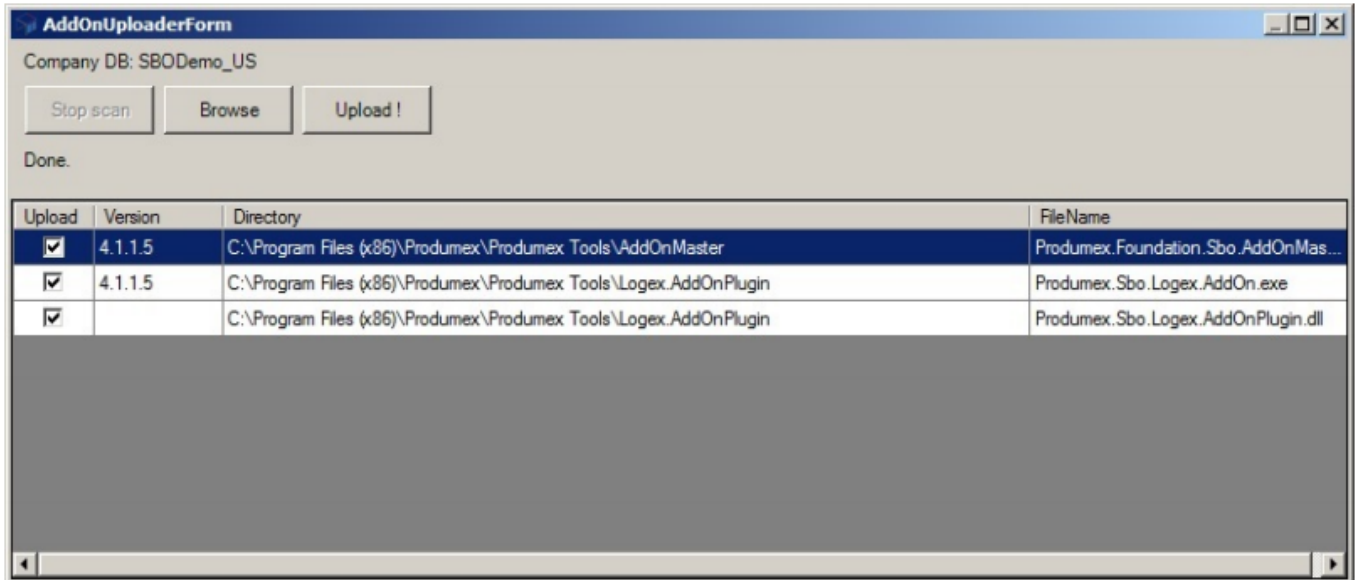 AddOnUploaderForm
Company DB: SBODemo_US
Stop scan Browse Upload !
Done.
Upload Version Directory FileName
4.1.1.5 C:\Program Files (x86)\Produmex\Produmex Tools\AddOnMaster Produmex.Foundation.Sbo.AddOnMas...
4.1.1.5 C:\Program Files (x86)\Produmex\Produmex Tools\Logex.AddOnPlugin Produmex.Sbo.Logex.AddOn.exe
C:\Program Files (x86)\Produmex\Produmex Tools\Logex.AddOnPlugin Produmex.Sbo.Logex.AddOnPlugin.dll